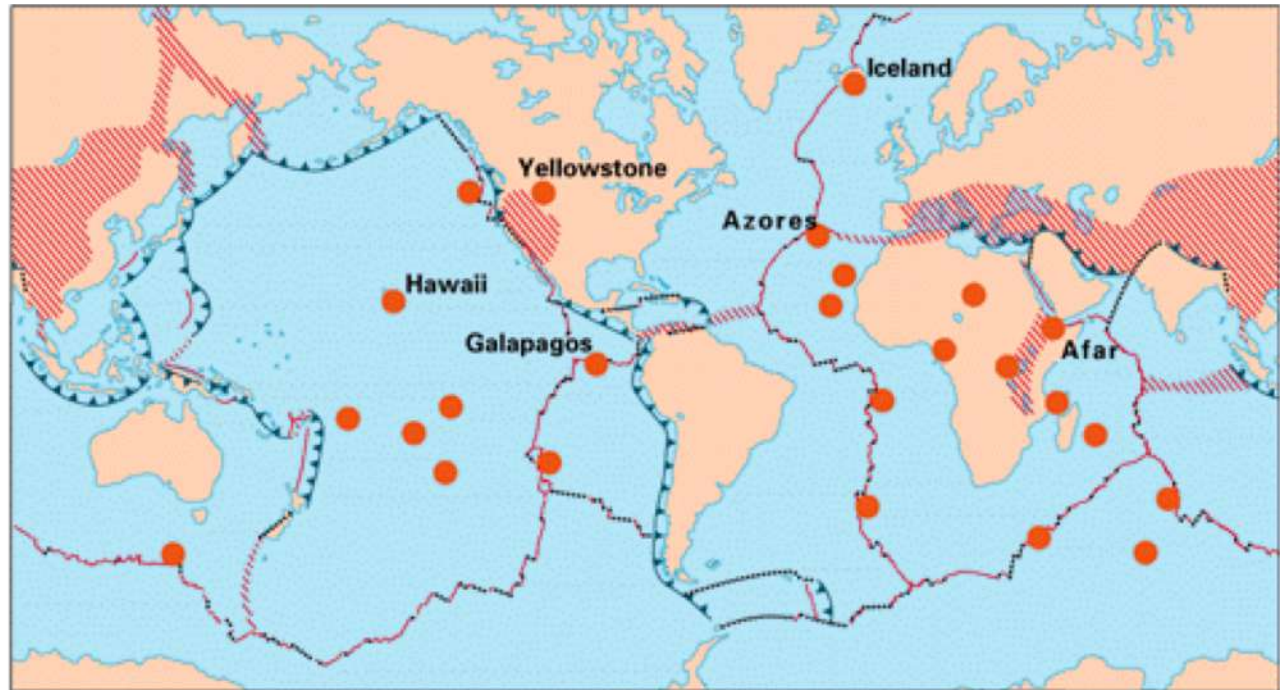 Iceland
Yellowstone
Azores
Hawaii
Galapagos
Afar